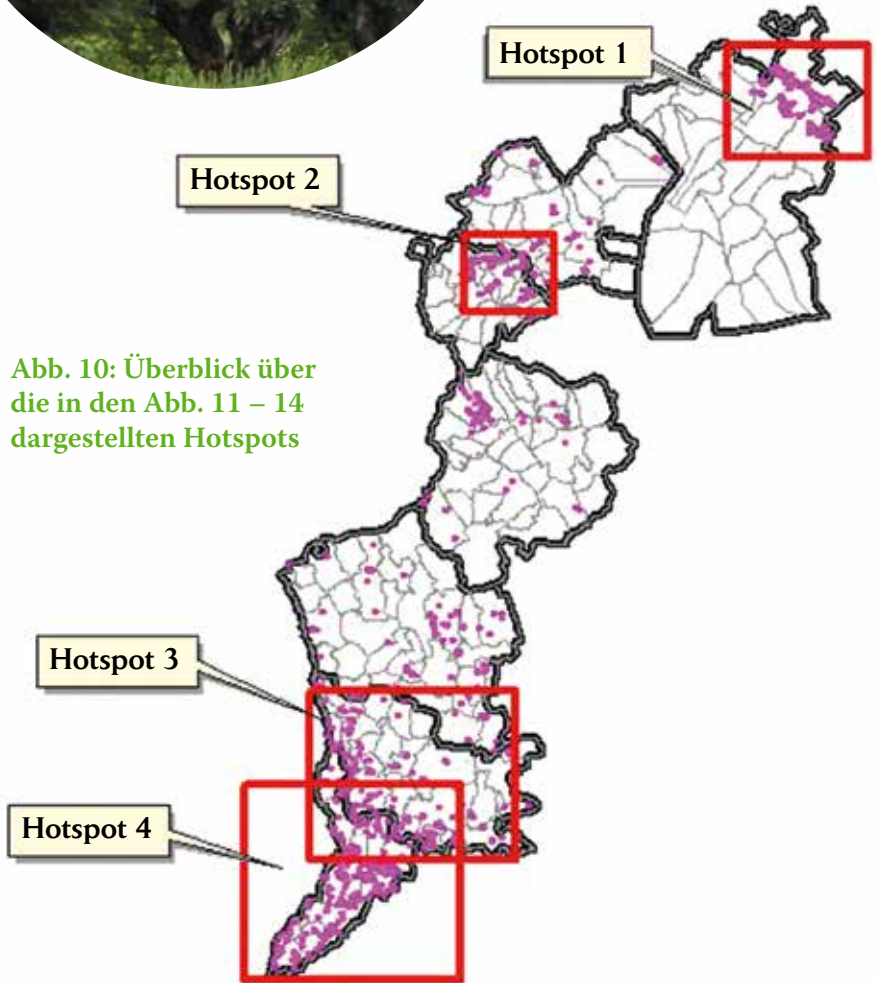 Hotspot 1
Hotspot 2
Abb. 10: Überblick über
die in den Abb. 11 – 14
dargestellten Hotspots
Hotspot 3
Hotspot 4